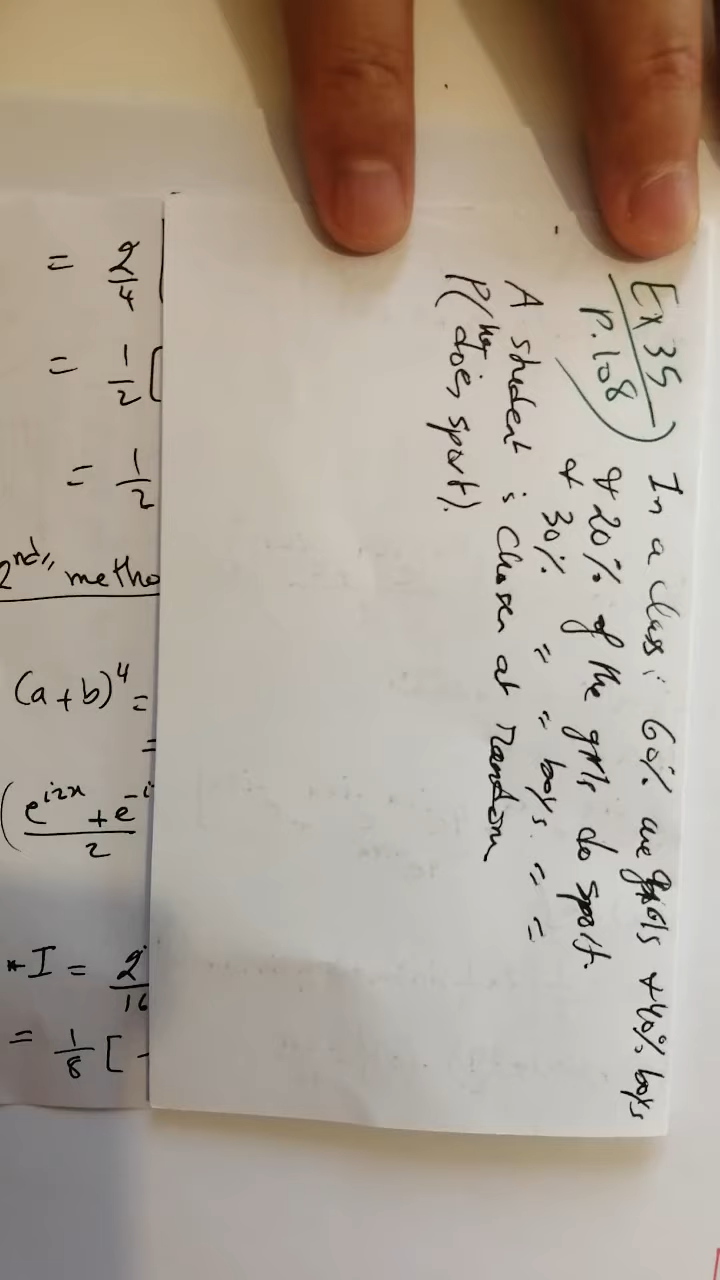 Ex 35
P.108
In a class: 60% are girls & 40% boys
& 20% of the girls do sport.
& 30% = = boys = =
A student is chosen at random
P(he does sport).
= 2/4
= 1/2 [
= 1/2
2nd metho
(a+b)^4 =
=
(e^{i2x} + e^{-i
2
* I = 2
16
= 1/8 [ -